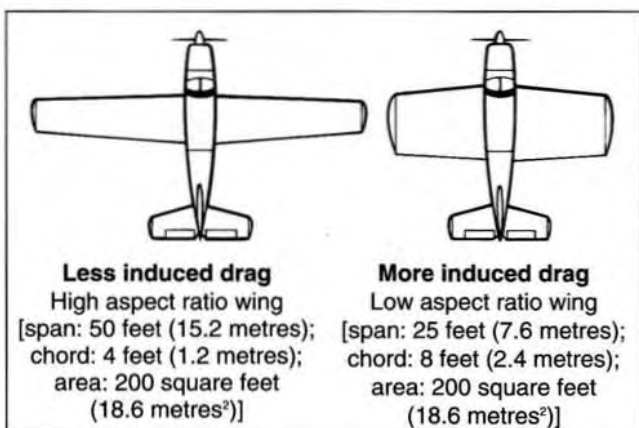 Less induced drag
High aspect ratio wing
[span: 50 feet (15.2 metres);
chord: 4 feet (1.2 metres);
area: 200 square feet
(18.6 metres²)]
More induced drag
Low aspect ratio wing
[span: 25 feet (7.6 metres);
chord: 8 feet (2.4 metres);
area: 200 square feet
(18.6 metres²)]